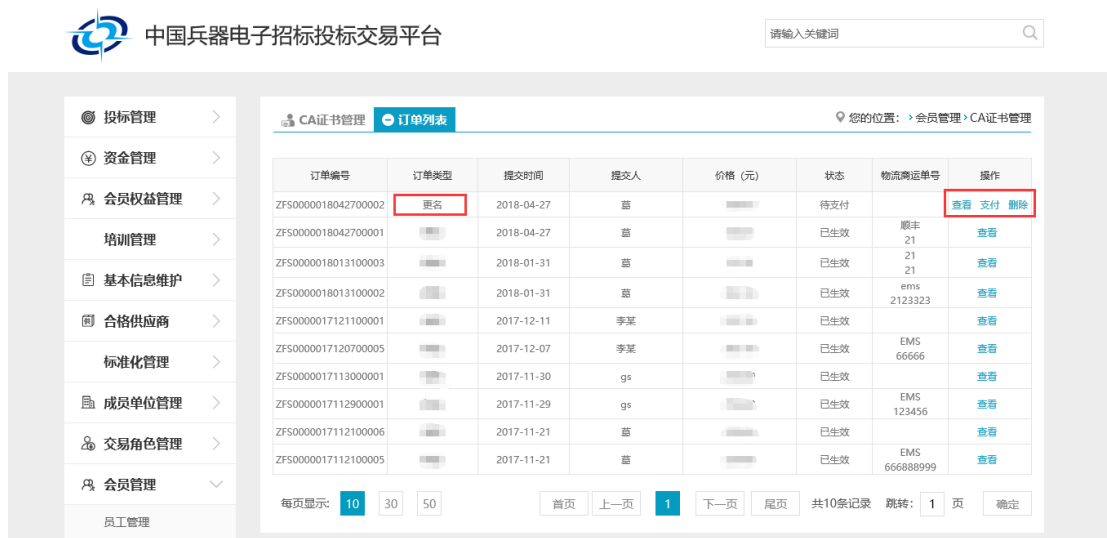 中国兵器电子招标投标交易平台
请输入关键词
投标管理
资金管理
会员权益管理
培训管理
基本信息维护
合格供应商
标准化管理
成员单位管理
交易角色管理
会员管理
员工管理
CA证书管理 订单列表 您的位置： 会员管理 CA证书管理
订单编号 订单类型 提交时间 提交人 价格（元） 状态 物流商运单号 操作
ZFS0000018042700002 更名 2018-04-27 葛 待支付 查看 支付 删除
ZFS0000018042700001 2018-04-27 葛 已生效 顺丰 21 查看
ZFS0000018013100003 2018-01-31 葛 已生效 21 21 查看
ZFS0000018013100002 2018-01-31 葛 已生效 ems 2123323 查看
ZFS0000017121100001 2017-12-11 李某 已生效 查看
ZFS0000017120700005 2017-12-07 李某 已生效 EMS 66666 查看
ZFS0000017113000001 2017-11-30 gs 已生效 查看
ZFS0000017112900001 2017-11-29 gs 已生效 EMS 123456 查看
ZFS0000017112100006 2017-11-21 葛 已生效 查看
ZFS0000017112100005 2017-11-21 葛 已生效 EMS 666888999 查看
每页显示: 10 30 50 首页 上一页 1 下一页 尾页 共10条记录 跳转: 1 页 确定